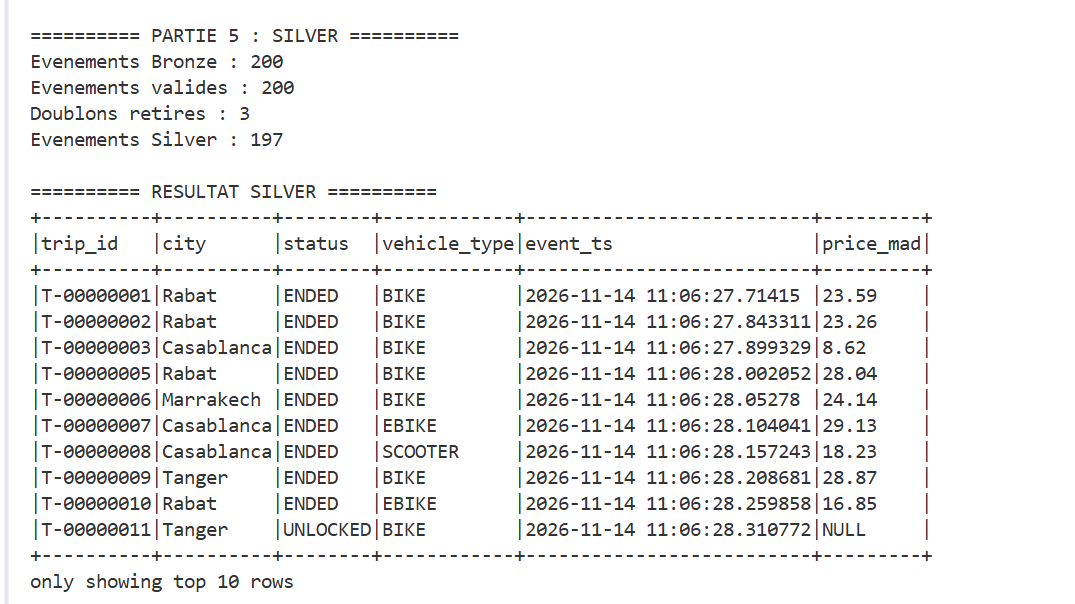 ========== PARTIE 5 : SILVER ==========
Evenements Bronze : 200
Evenements valides : 200
Doublons retires : 3
Evenements Silver : 197
========== RESULTAT SILVER ==========
+----------+----------+--------+------------+--------------------------+---------+
|trip_id   |city      |status  |vehicle_type|event_ts                  |price_mad|
+----------+----------+--------+------------+--------------------------+---------+
|T-00000001|Rabat     |ENDED   |BIKE        |2026-11-14 11:06:27.71415 |23.59    |
|T-00000002|Rabat     |ENDED   |BIKE        |2026-11-14 11:06:27.843311|23.26    |
|T-00000003|Casablanca|ENDED   |BIKE        |2026-11-14 11:06:27.899329|8.62     |
|T-00000005|Rabat     |ENDED   |BIKE        |2026-11-14 11:06:28.002052|28.04    |
|T-00000006|Marrakech |ENDED   |BIKE        |2026-11-14 11:06:28.05278 |24.14    |
|T-00000007|Casablanca|ENDED   |EBIKE       |2026-11-14 11:06:28.104041|29.13    |
|T-00000008|Casablanca|ENDED   |SCOOTER     |2026-11-14 11:06:28.157243|18.23    |
|T-00000009|Tanger    |ENDED   |BIKE        |2026-11-14 11:06:28.208681|28.87    |
|T-00000010|Rabat     |ENDED   |EBIKE       |2026-11-14 11:06:28.259858|16.85    |
|T-00000011|Tanger    |UNLOCKED|BIKE        |2026-11-14 11:06:28.310772|NULL     |
+----------+----------+--------+------------+--------------------------+---------+
only showing top 10 rows